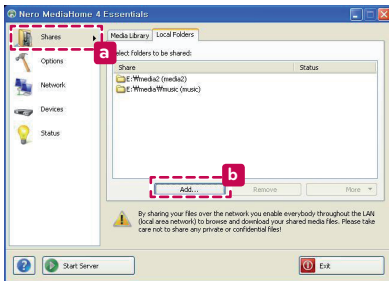 Nero MediaHome 4 Essentials
Shares
a
Options
Network
Devices
Status
Media Library
Local Folders
Select folders to be shared:
Share
Status
E:₩media2 (media2)
E:₩media₩music (music)
b
Add...
Remove
More
By sharing your files over the network you enable everybody throughout the LAN
(local area network) to browse and download your shared media files. Please take
care not to share any private or confidential files!
?
Start Server
Exit